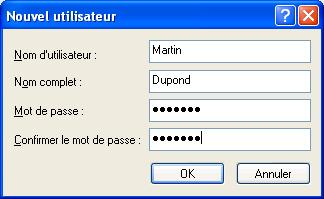 Nouvel utilisateur
Nom d'utilisateur : Martin
Nom complet : Dupond
Mot de passe : ●●●●●●●
Confirmer le mot de passe : ●●●●●●●
OK Annuler